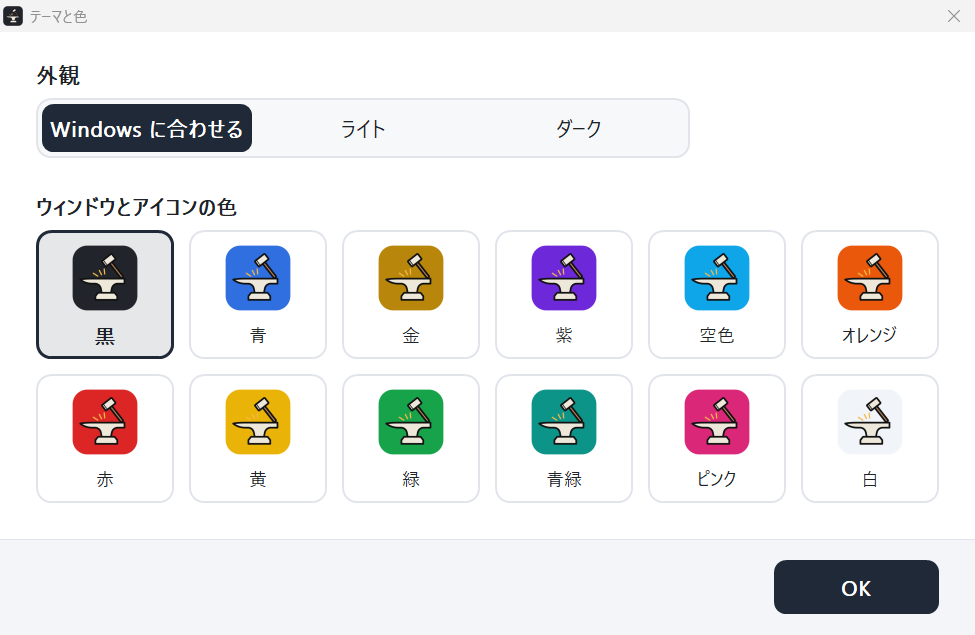 テーマと色
外観
Windows に合わせる
ライト
ダーク
ウィンドウとアイコンの色
黒
青
金
紫
空色
オレンジ
赤
黄
緑
青緑
ピンク
白
OK